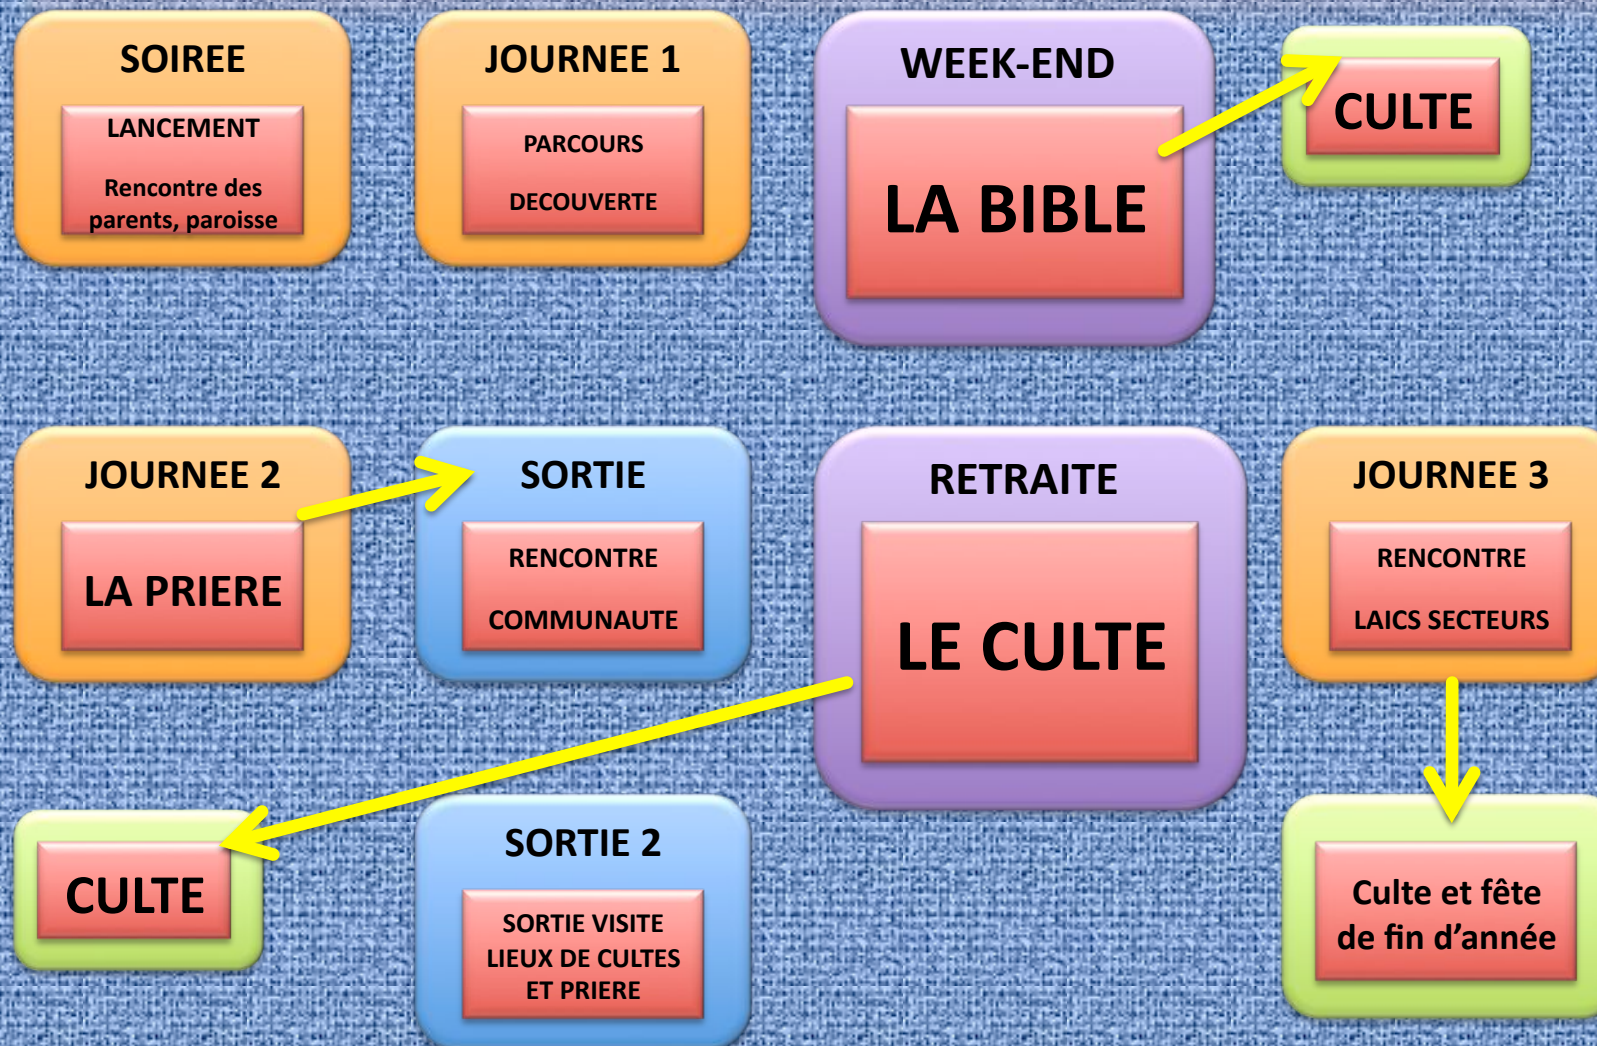 SOIREE
LANCEMENT
Rencontre des
parents, paroisse
JOURNEE 1
PARCOURS
DECOUVERTE
WEEK-END
LA BIBLE
CULTE
JOURNEE 2
LA PRIERE
SORTIE
RENCONTRE
COMMUNAUTE
RETRAITE
LE CULTE
JOURNEE 3
RENCONTRE
LAICS SECTEURS
CULTE
SORTIE 2
SORTIE VISITE
LIEUX DE CULTES
ET PRIERE
Culte et fête
de fin d’année